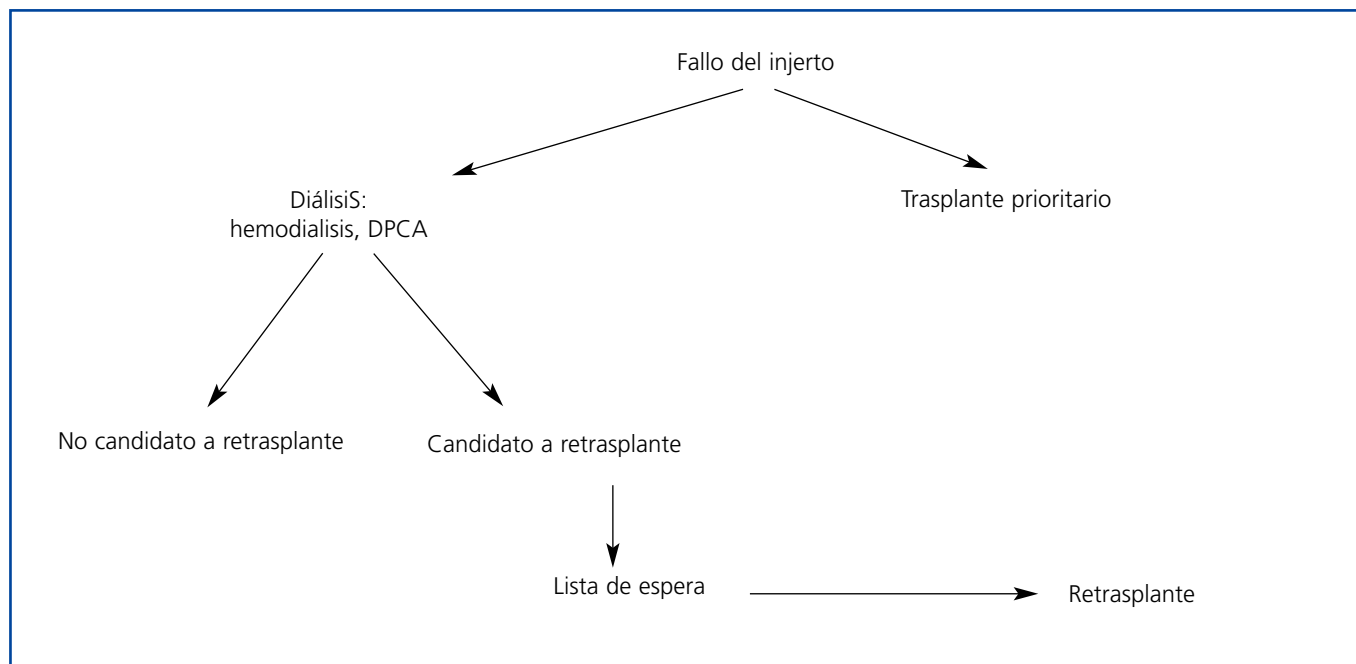 Fallo del injerto
DiálisiS:
hemodialisis, DPCA
Trasplante prioritario
No candidato a retrasplante
Candidato a retrasplante
Lista de espera
Retrasplante